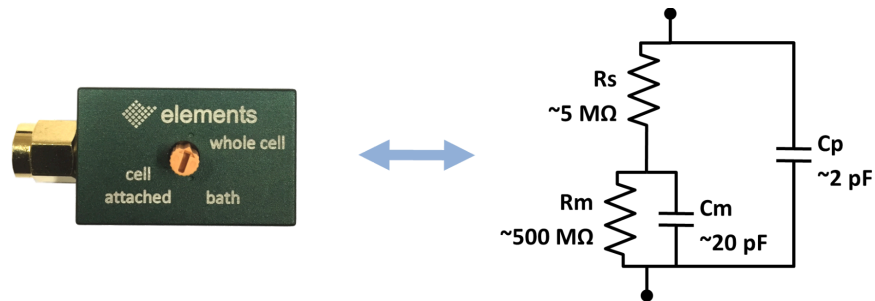 elements
whole cell
cell
attached
bath
Rs
~5 MΩ
Cp
~2 pF
Rm
~500 MΩ
Cm
~20 pF